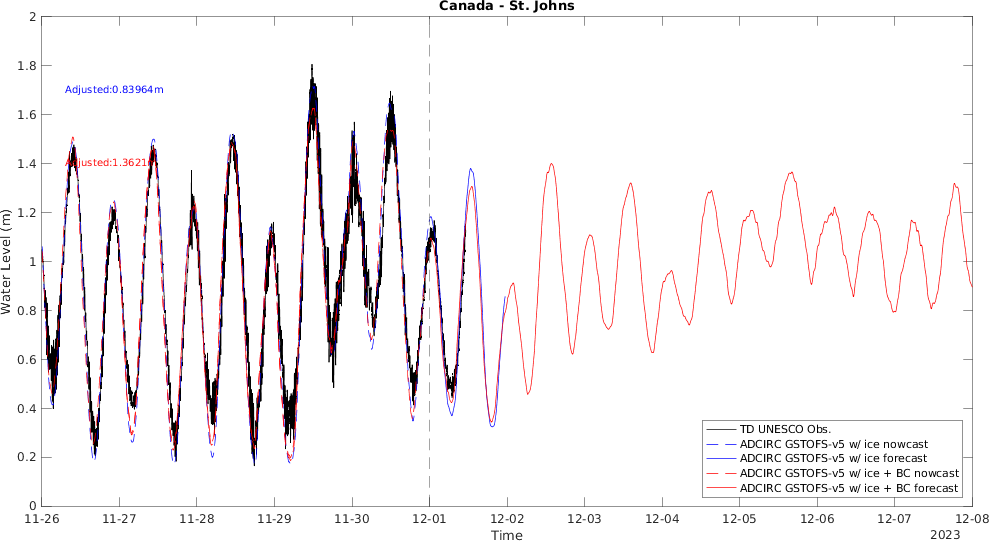 Canada - St. Johns
2
1.8
1.6
1.4
1.2
1
0.8
0.6
0.4
0.2
0
Water Level (m)
Adjusted:0.83964m
Adjusted:1.3621m
TD UNESCO Obs.
ADCIRC GSTOFS-v5 w/ ice nowcast
ADCIRC GSTOFS-v5 w/ ice forecast
ADCIRC GSTOFS-v5 w/ ice + BC nowcast
ADCIRC GSTOFS-v5 w/ ice + BC forecast
11-26 11-27 11-28 11-29 11-30 12-01 12-02 12-03 12-04 12-05 12-06 12-07 12-08
Time
2023